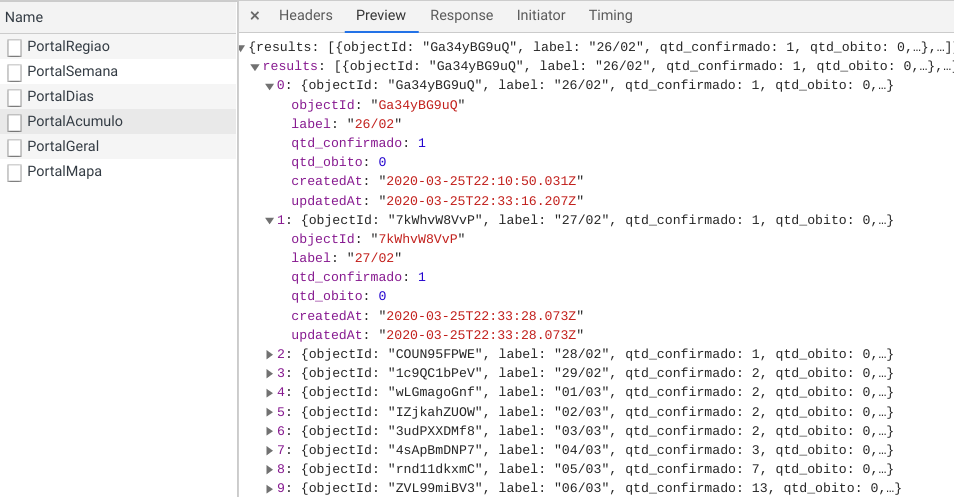 Name
PortalRegiao
PortalSemana
PortalDias
PortalAcumulo
PortalGeral
PortalMapa
× Headers Preview Response Initiator Timing
{results: [{objectId: "Ga34yBG9uQ", label: "26/02", qtd_confirmado: 1, qtd_obito: 0,…},…]}
results: [{objectId: "Ga34yBG9uQ", label: "26/02", qtd_confirmado: 1, qtd_obito: 0,…},…
0: {objectId: "Ga34yBG9uQ", label: "26/02", qtd_confirmado: 1, qtd_obito: 0,…}
objectId: "Ga34yBG9uQ"
label: "26/02"
qtd_confirmado: 1
qtd_obito: 0
createdAt: "2020-03-25T22:10:50.031Z"
updatedAt: "2020-03-25T22:33:16.207Z"
1: {objectId: "7kWhvW8VvP", label: "27/02", qtd_confirmado: 1, qtd_obito: 0,…}
objectId: "7kWhvW8VvP"
label: "27/02"
qtd_confirmado: 1
qtd_obito: 0
createdAt: "2020-03-25T22:33:28.073Z"
updatedAt: "2020-03-25T22:33:28.073Z"
2: {objectId: "COUN95FPWE", label: "28/02", qtd_confirmado: 1, qtd_obito: 0,…}
3: {objectId: "1c9QC1bPeV", label: "29/02", qtd_confirmado: 2, qtd_obito: 0,…}
4: {objectId: "wLGmagoGnf", label: "01/03", qtd_confirmado: 2, qtd_obito: 0,…}
5: {objectId: "IZjkahZUOW", label: "02/03", qtd_confirmado: 2, qtd_obito: 0,…}
6: {objectId: "3udPXXDMf8", label: "03/03", qtd_confirmado: 2, qtd_obito: 0,…}
7: {objectId: "4sApBmDNP7", label: "04/03", qtd_confirmado: 3, qtd_obito: 0,…}
8: {objectId: "rnd11dkxmC", label: "05/03", qtd_confirmado: 7, qtd_obito: 0,…}
9: {objectId: "ZVL99miBV3", label: "06/03", qtd_confirmado: 13, qtd_obito: 0,…}